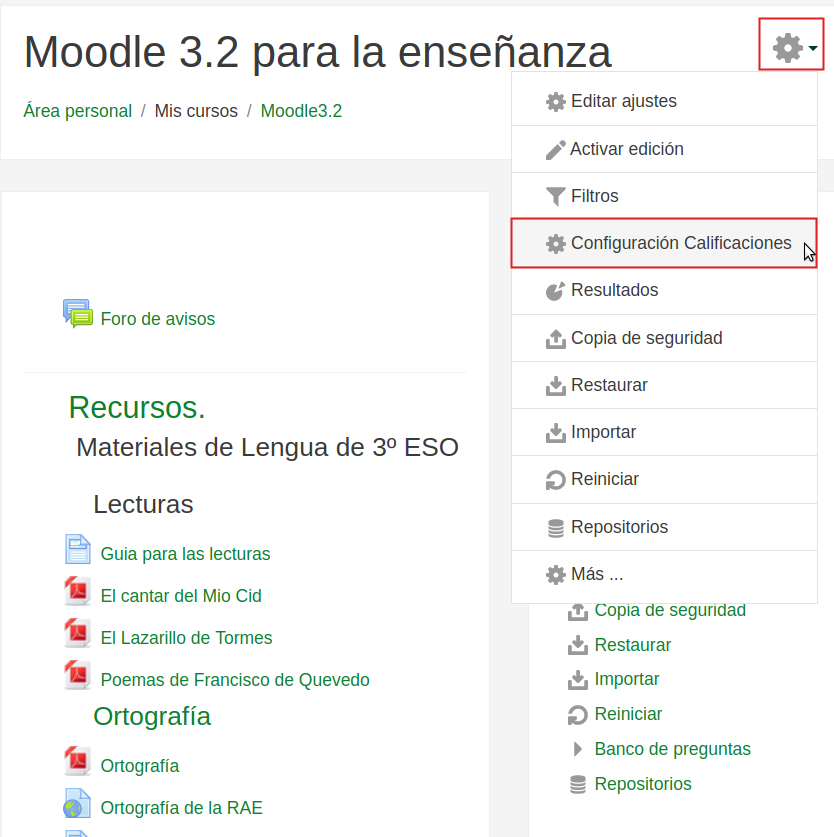 Moodle 3.2 para la enseñanza
Área personal / Mis cursos / Moodle3.2
Editar ajustes
Activar edición
Filtros
Configuración Calificaciones
Resultados
Copia de seguridad
Restaurar
Importar
Reiniciar
Repositorios
Más ...
Foro de avisos
Recursos.
Materiales de Lengua de 3º ESO
Lecturas
Guia para las lecturas
El cantar del Mio Cid
El Lazarillo de Tormes
Poemas de Francisco de Quevedo
Ortografía
Ortografía
Ortografía de la RAE
Copia de seguridad
Restaurar
Importar
Reiniciar
Banco de preguntas
Repositorios